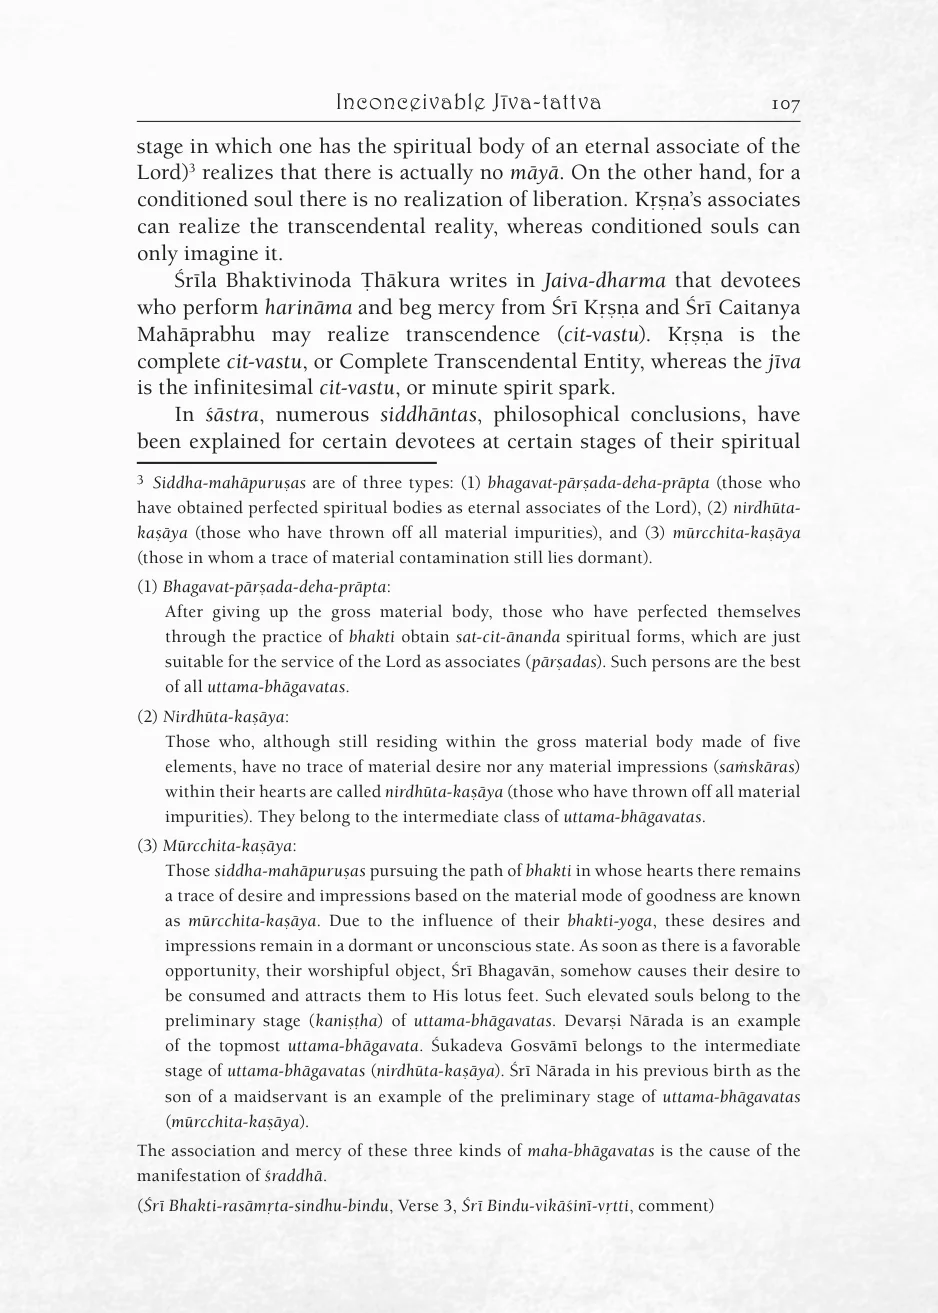 Inconceivable Jīva-tattva 107
stage in which one has the spiritual body of an eternal associate of the
Lord)³ realizes that there is actually no māyā. On the other hand, for a
conditioned soul there is no realization of liberation. Kṛṣṇa’s associates
can realize the transcendental reality, whereas conditioned souls can
only imagine it.
Śrīla Bhaktivinoda Ṭhākura writes in Jaiva-dharma that devotees
who perform harināma and beg mercy from Śrī Kṛṣṇa and Śrī Caitanya
Mahāprabhu may realize transcendence (cit-vastu). Kṛṣṇa is the
complete cit-vastu, or Complete Transcendental Entity, whereas the jīva
is the infinitesimal cit-vastu, or minute spirit spark.
In śāstra, numerous siddhāntas, philosophical conclusions, have
been explained for certain devotees at certain stages of their spiritual
³ Siddha-mahāpuruṣas are of three types: (1) bhagavat-pārṣada-deha-prāpta (those who
have obtained perfected spiritual bodies as eternal associates of the Lord), (2) nirdhūta-
kaṣāya (those who have thrown off all material impurities), and (3) mūrcchita-kaṣāya
(those in whom a trace of material contamination still lies dormant).
(1) Bhagavat-pārṣada-deha-prāpta:
After giving up the gross material body, those who have perfected themselves
through the practice of bhakti obtain sat-cit-ānanda spiritual forms, which are just
suitable for the service of the Lord as associates (pārṣadas). Such persons are the best
of all uttama-bhāgavatas.
(2) Nirdhūta-kaṣāya:
Those who, although still residing within the gross material body made of five
elements, have no trace of material desire nor any material impressions (saṁskāras)
within their hearts are called nirdhūta-kaṣāya (those who have thrown off all material
impurities). They belong to the intermediate class of uttama-bhāgavatas.
(3) Mūrcchita-kaṣāya:
Those siddha-mahāpuruṣas pursuing the path of bhakti in whose hearts there remains
a trace of desire and impressions based on the material mode of goodness are known
as mūrcchita-kaṣāya. Due to the influence of their bhakti-yoga, these desires and
impressions remain in a dormant or unconscious state. As soon as there is a favorable
opportunity, their worshipful object, Śrī Bhagavān, somehow causes their desire to
be consumed and attracts them to His lotus feet. Such elevated souls belong to the
preliminary stage (kaniṣṭha) of uttama-bhāgavatas. Devarṣi Nārada is an example
of the topmost uttama-bhāgavata. Śukadeva Gosvāmī belongs to the intermediate
stage of uttama-bhāgavatas (nirdhūta-kaṣāya). Śrī Nārada in his previous birth as the
son of a maidservant is an example of the preliminary stage of uttama-bhāgavatas
(mūrcchita-kaṣāya).
The association and mercy of these three kinds of maha-bhāgavatas is the cause of the
manifestation of śraddhā.
(Śrī Bhakti-rasāmṛta-sindhu-bindu, Verse 3, Śrī Bindu-vikāśinī-vṛtti, comment)